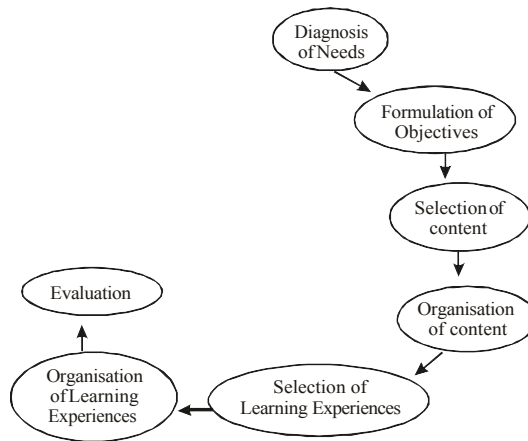 Diagnosis
of Needs
Formulation of
Objectives
Selection of
content
Organisation
of content
Selection of
Learning Experiences
Organisation
of Learning
Experiences
Evaluation